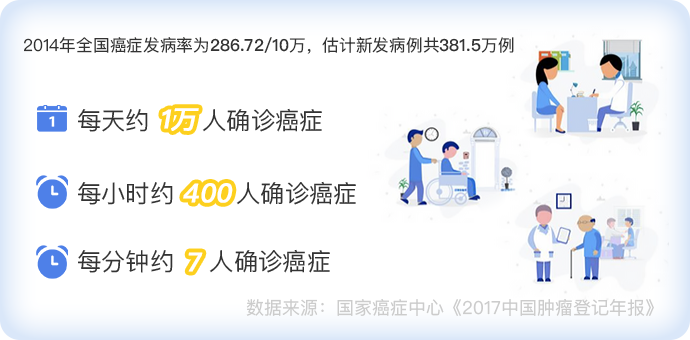 2014年全国癌症发病率为286.72/10万，估计新发病例共381.5万例
1
每天约 1万 人确诊癌症
每小时约 400 人确诊癌症
每分钟约 7 人确诊癌症
数据来源：国家癌症中心《2017中国肿瘤登记年报》